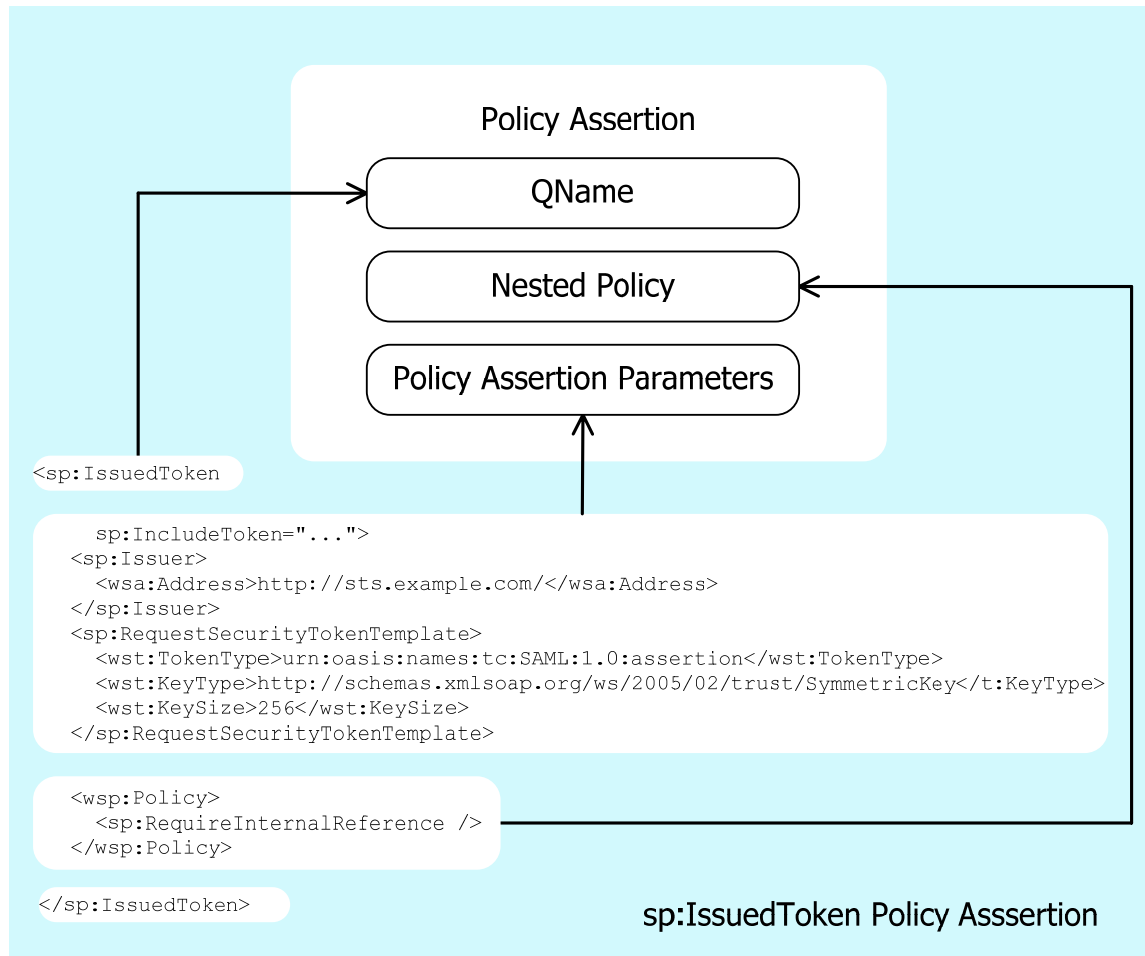 Policy Assertion
QName
Nested Policy
Policy Assertion Parameters
<sp:IssuedToken
sp:IncludeToken="...">
<sp:Issuer>
<wsa:Address>http://sts.example.com/</wsa:Address>
</sp:Issuer>
<sp:RequestSecurityTokenTemplate>
<wst:TokenType>urn:oasis:names:tc:SAML:1.0:assertion</wst:TokenType>
<wst:KeyType>http://schemas.xmlsoap.org/ws/2005/02/trust/SymmetricKey</t:KeyType>
<wst:KeySize>256</wst:KeySize>
</sp:RequestSecurityTokenTemplate>
<wsp:Policy>
<sp:RequireInternalReference />
</wsp:Policy>
</sp:IssuedToken>
sp:IssuedToken Policy Asssertion